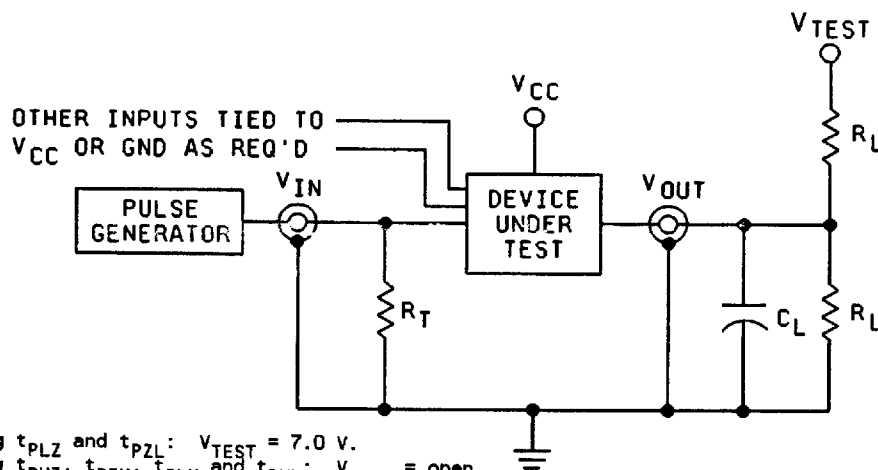 V_TEST
V_CC
OTHER INPUTS TIED TO
V_CC OR GND AS REQ'D
R_L
V_IN
V_OUT
PULSE GENERATOR
DEVICE UNDER TEST
R_T
C_L
R_L
t_PLZ and t_PZL: V_TEST = 7.0 V.
and
= open